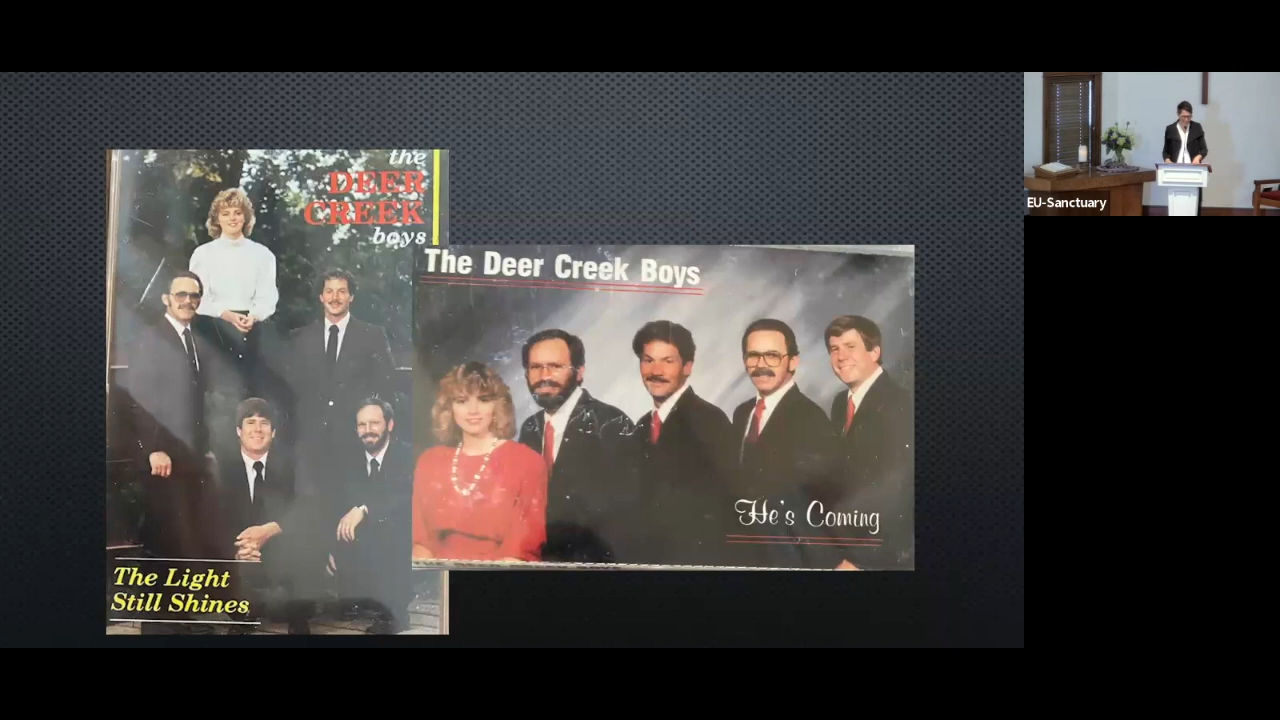 the
DEER
CREEK
boys
The Light
Still Shines
The Deer Creek Boys
He's Coming
EU-Sanctuary